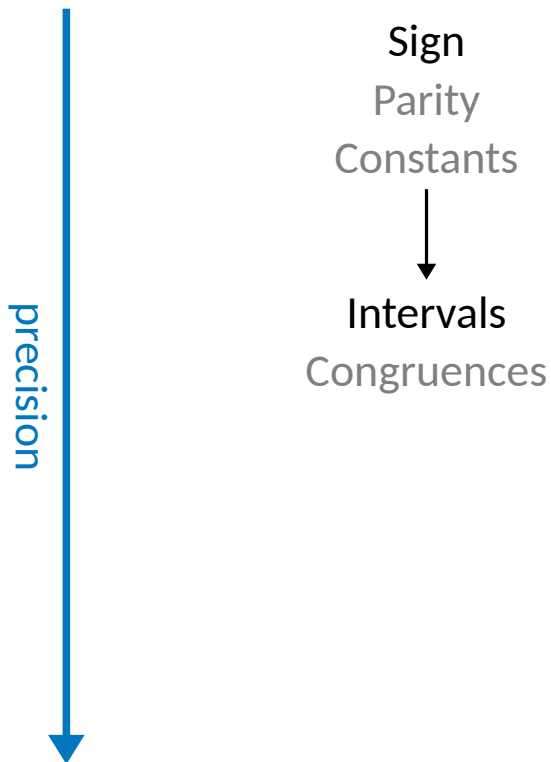 Sign
Parity
Constants
Intervals
Congruences
precision